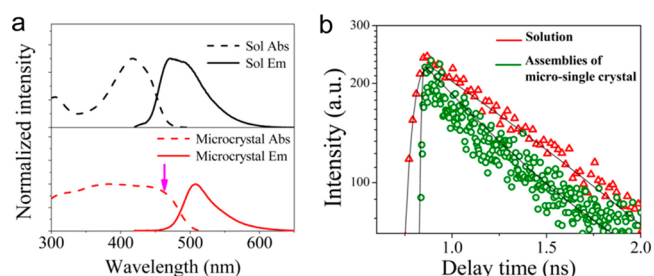 a
Normalized intensity
Sol Abs
Sol Em
Microcrystal Abs
Microcrystal Em
300 400 500 600
Wavelength (nm)
b
Intensity (a.u.)
300
200
100
Solution
Assemblies of
micro-single crystal
1.0 1.5 2.0
Delay time (ns)